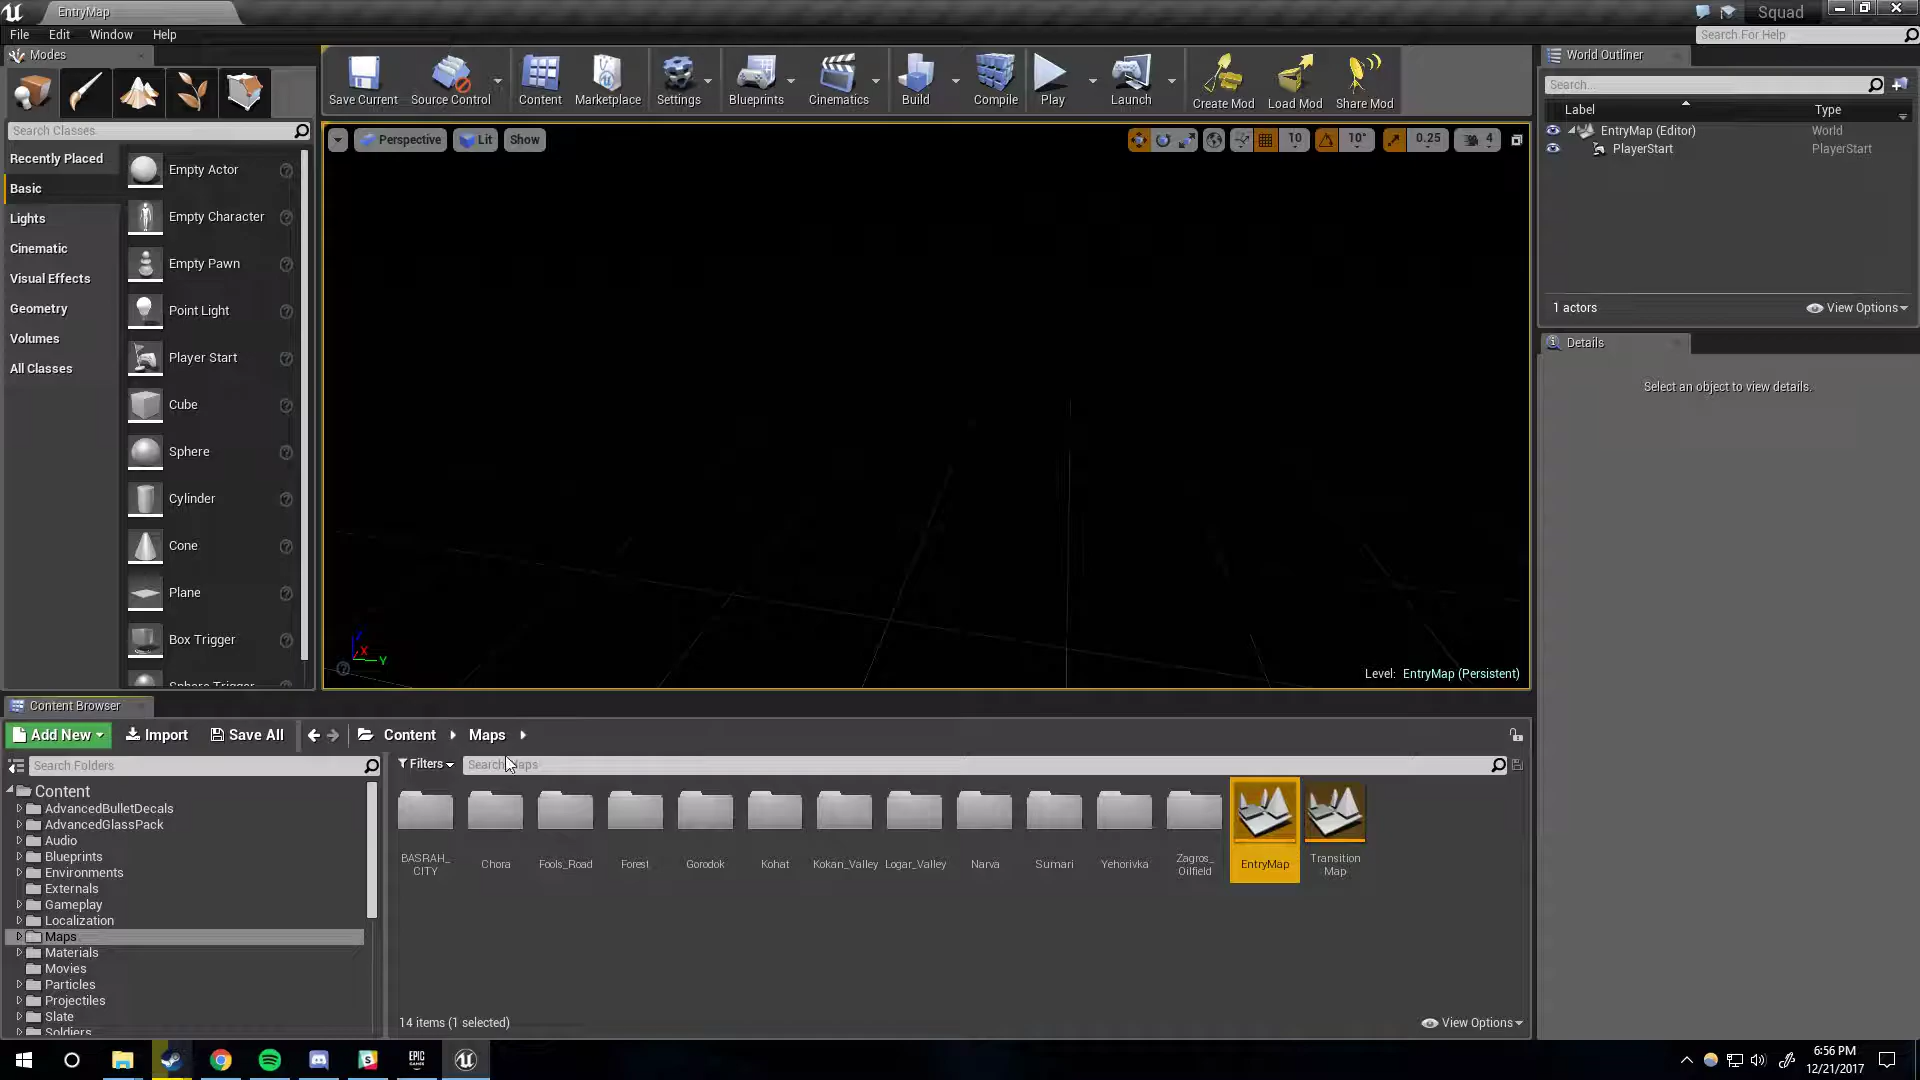 EntryMap
Squad
File
Edit
Window
Help
Search For Help
Modes
Save Current
Source Control
Content
Marketplace
Settings
Blueprints
Cinematics
Build
Compile
Play
Launch
Create Mod
Load Mod
Share Mod
World Outliner
Search...
Label
Type
EntryMap (Editor)
World
PlayerStart
PlayerStart
1 actors
View Options
Details
Select an object to view details.
Search Classes
Recently Placed
Basic
Lights
Cinematic
Visual Effects
Geometry
Volumes
All Classes
Empty Actor
Empty Character
Empty Pawn
Point Light
Player Start
Cube
Sphere
Cylinder
Cone
Plane
Box Trigger
Sphere Trigger
Perspective
Lit
Show
10
10°
0.25
4
X
Y
Level: EntryMap (Persistent)
Content Browser
Add New
Import
Save All
Content
Maps
Search Folders
Filters
Search Maps
Content
AdvancedBulletDecals
AdvancedGlassPack
Audio
Blueprints
Environments
Externals
Gameplay
Localization
Maps
Materials
Movies
Particles
Projectiles
Slate
Soldiers
BASRAH_
CITY
Chora
Fools_Road
Forest
Gorodok
Kohat
Kokan_Valley
Logar_Valley
Narva
Sumari
Yehorivka
Zagros_
Oilfield
EntryMap
Transition
Map
14 items (1 selected)
View Options
EPIC
GAMES
6:56 PM
12/21/2017